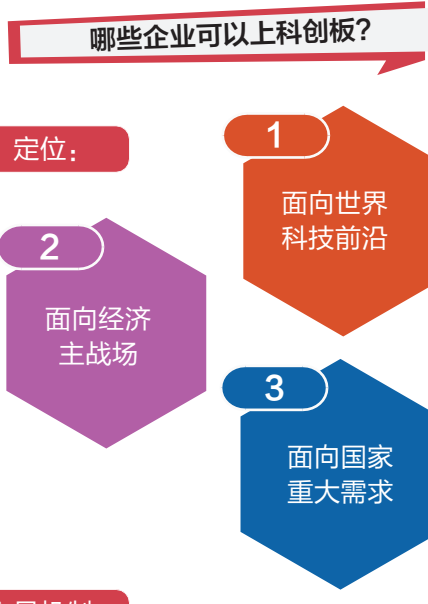 哪些企业可以上科创板?
定位：
1
面向世界
科技前沿
2
面向经济
主战场
3
面向国家
重大需求